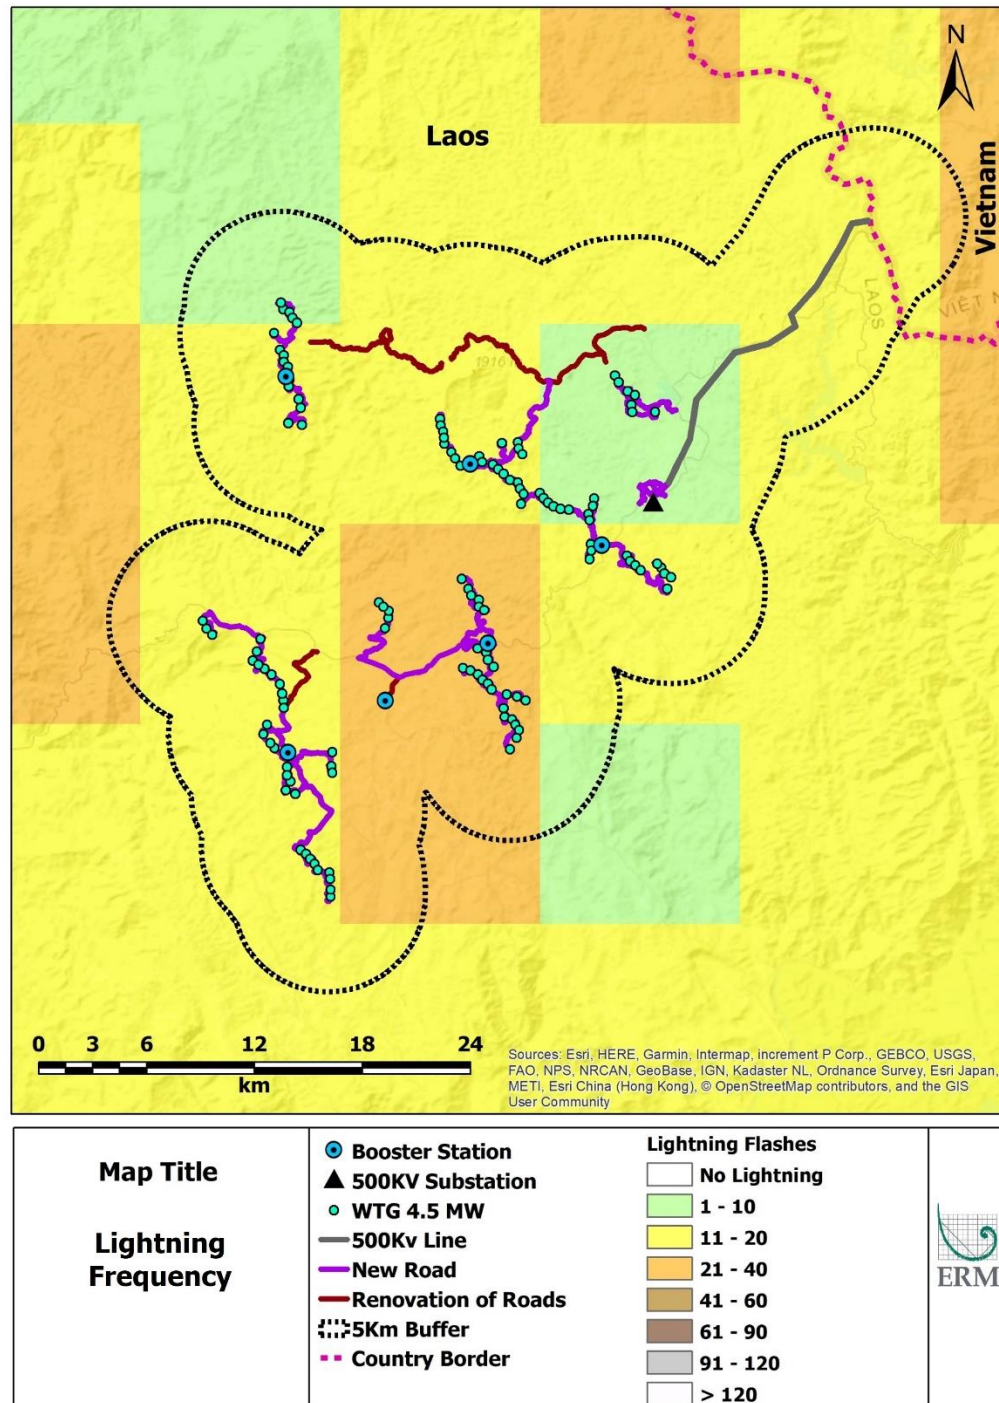 N
Laos
Vietnam
1916
LAOS
VIỆT N
0 3 6 12 18 24
km
Sources: Esri, HERE, Garmin, Intermap, increment P Corp., GEBCO, USGS,
FAO, NPS, NRCAN, GeoBase, IGN, Kadaster NL, Ordnance Survey, Esri Japan,
METI, Esri China (Hong Kong), © OpenStreetMap contributors, and the GIS
User Community
Map Title
Lightning
Frequency
Booster Station
500KV Substation
WTG 4.5 MW
500Kv Line
New Road
Renovation of Roads
5Km Buffer
Country Border
Lightning Flashes
No Lightning
1 - 10
11 - 20
21 - 40
41 - 60
61 - 90
91 - 120
> 120
ERM